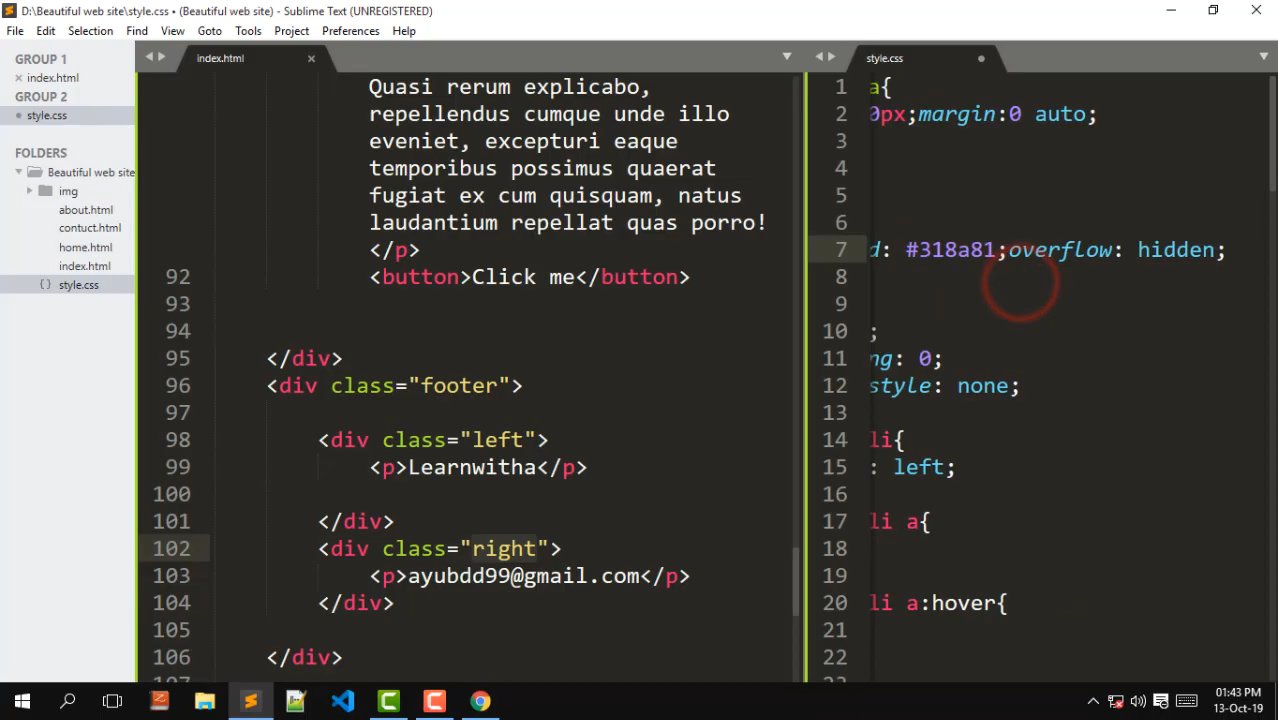 D:\Beautiful web site\style.css • (Beautiful web site) - Sublime Text (UNREGISTERED)
File Edit Selection Find View Goto Tools Project Preferences Help
GROUP 1
index.html
GROUP 2
style.css
FOLDERS
Beautiful web site
img
about.html
contuct.html
home.html
index.html
style.css
index.html
Quasi rerum explicabo,
repellendus cumque unde illo
eveniet, excepturi eaque
temporibus possimus quaerat
fugiat ex cum quisquam, natus
laudantium repellat quas porro!
</p>
92 <button>Click me</button>
93
94
95 </div>
96 <div class="footer">
97
98 <div class="left">
99 <p>Learnwitha</p>
100
101 </div>
102 <div class="right">
103 <p>ayubdd99@gmail.com</p>
104 </div>
105
106 </div>
style.css
1 a{
2 0px;margin:0 auto;
3
4
5
6
7 d: #318a81;overflow: hidden;
8
9
10 ;
11 ng: 0;
12 style: none;
13
14 li{
15 : left;
16
17 li a{
18
19
20 li a:hover{
21
22
01:43 PM
13-Oct-19